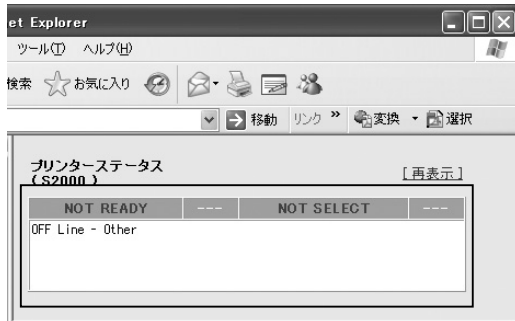 et Explorer
ツール(T) ヘルプ(H)
検索 お気に入り
移動 リンク » 変換 選択
プリンターステータス
(S2000) [再表示]
NOT READY --- NOT SELECT ---
OFF Line - Other